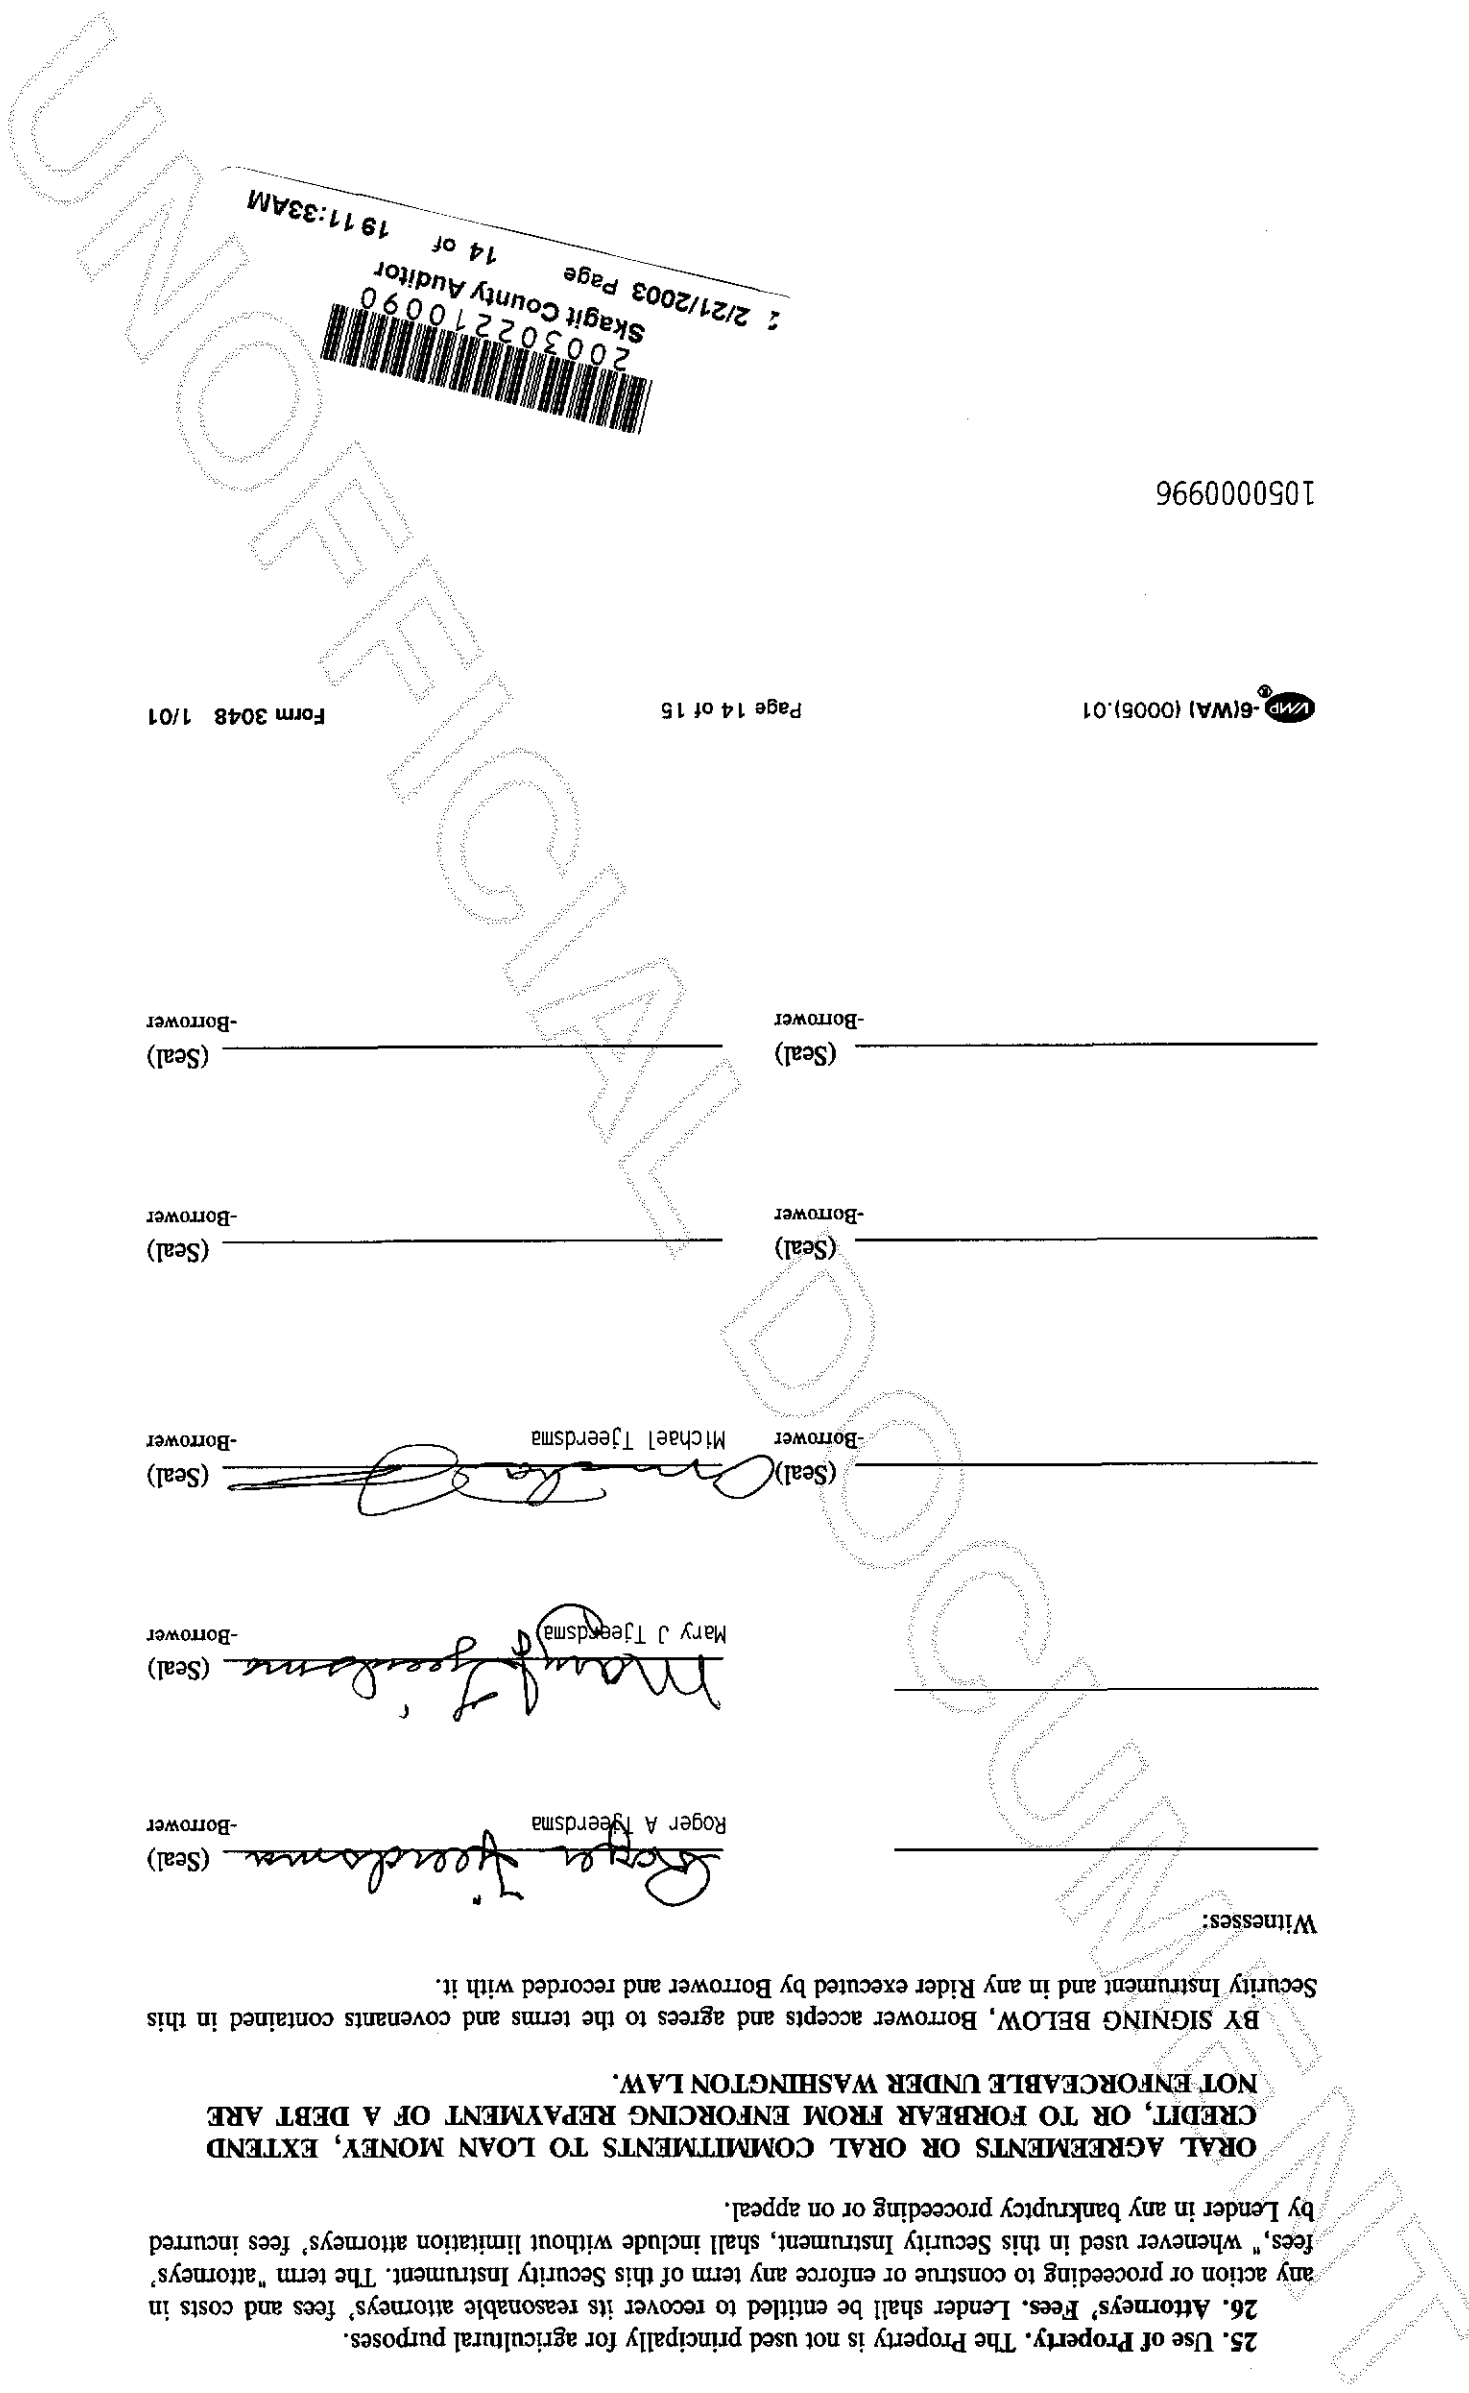 25. Use of Property. The Property is not used principally for agricultural purposes.
26. Attorneys' Fees. Lender shall be entitled to recover its reasonable attorneys' fees and costs in
any action or proceeding to construe or enforce any term of this Security Instrument. The term "attorneys'
fees," whenever used in this Security Instrument, shall include without limitation attorneys' fees incurred
by Lender in any bankruptcy proceeding or on appeal.
ORAL AGREEMENTS OR ORAL COMMITMENTS TO LOAN MONEY, EXTEND
CREDIT, OR TO FORBEAR FROM ENFORCING REPAYMENT OF A DEBT ARE
NOT ENFORCEABLE UNDER WASHINGTON LAW.
BY SIGNING BELOW, Borrower accepts and agrees to the terms and covenants contained in this
Security Instrument and in any Rider executed by Borrower and recorded with it.
Witnesses:
Roger Tjeerdsma (Seal)
Roger A Tjeerdsma -Borrower
Mary J Tjeerdsma (Seal)
Mary J Tjeerdsma -Borrower
(Seal) (Seal)
-Borrower Michael Tjeerdsma -Borrower
(Seal) (Seal)
-Borrower -Borrower
(Seal) (Seal)
-Borrower -Borrower
VMP -6(WA) (0005).01 Page 14 of 15 Form 3048 1/01
1050000996
200302210090
Skagit County Auditor
2/21/2003 Page 14 of 19 11:33AM
UNOFFICIAL DOCUMENT